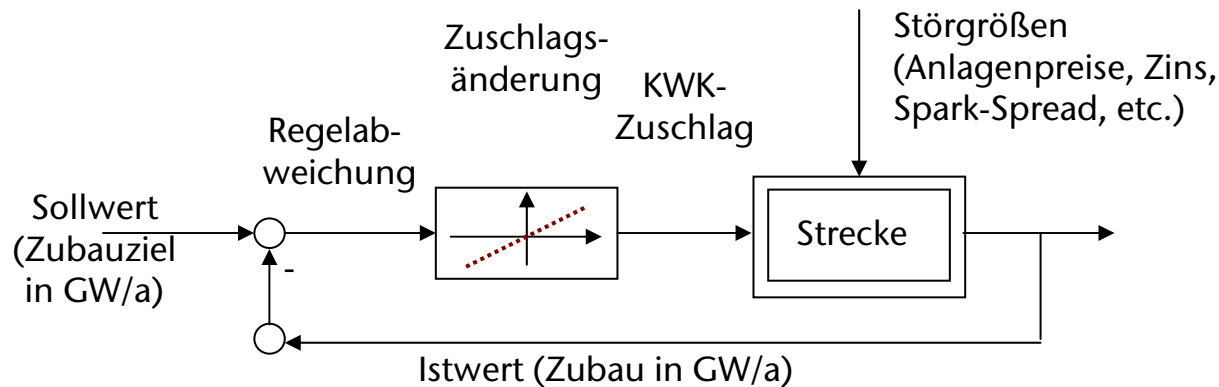 Zuschlags-
änderung
KWK-
Zuschlag
Störgrößen
(Anlagenpreise, Zins,
Spark-Spread, etc.)
Regelab-
weichung
Sollwert
(Zubauziel
in GW/a)
-
Strecke
Istwert (Zubau in GW/a)